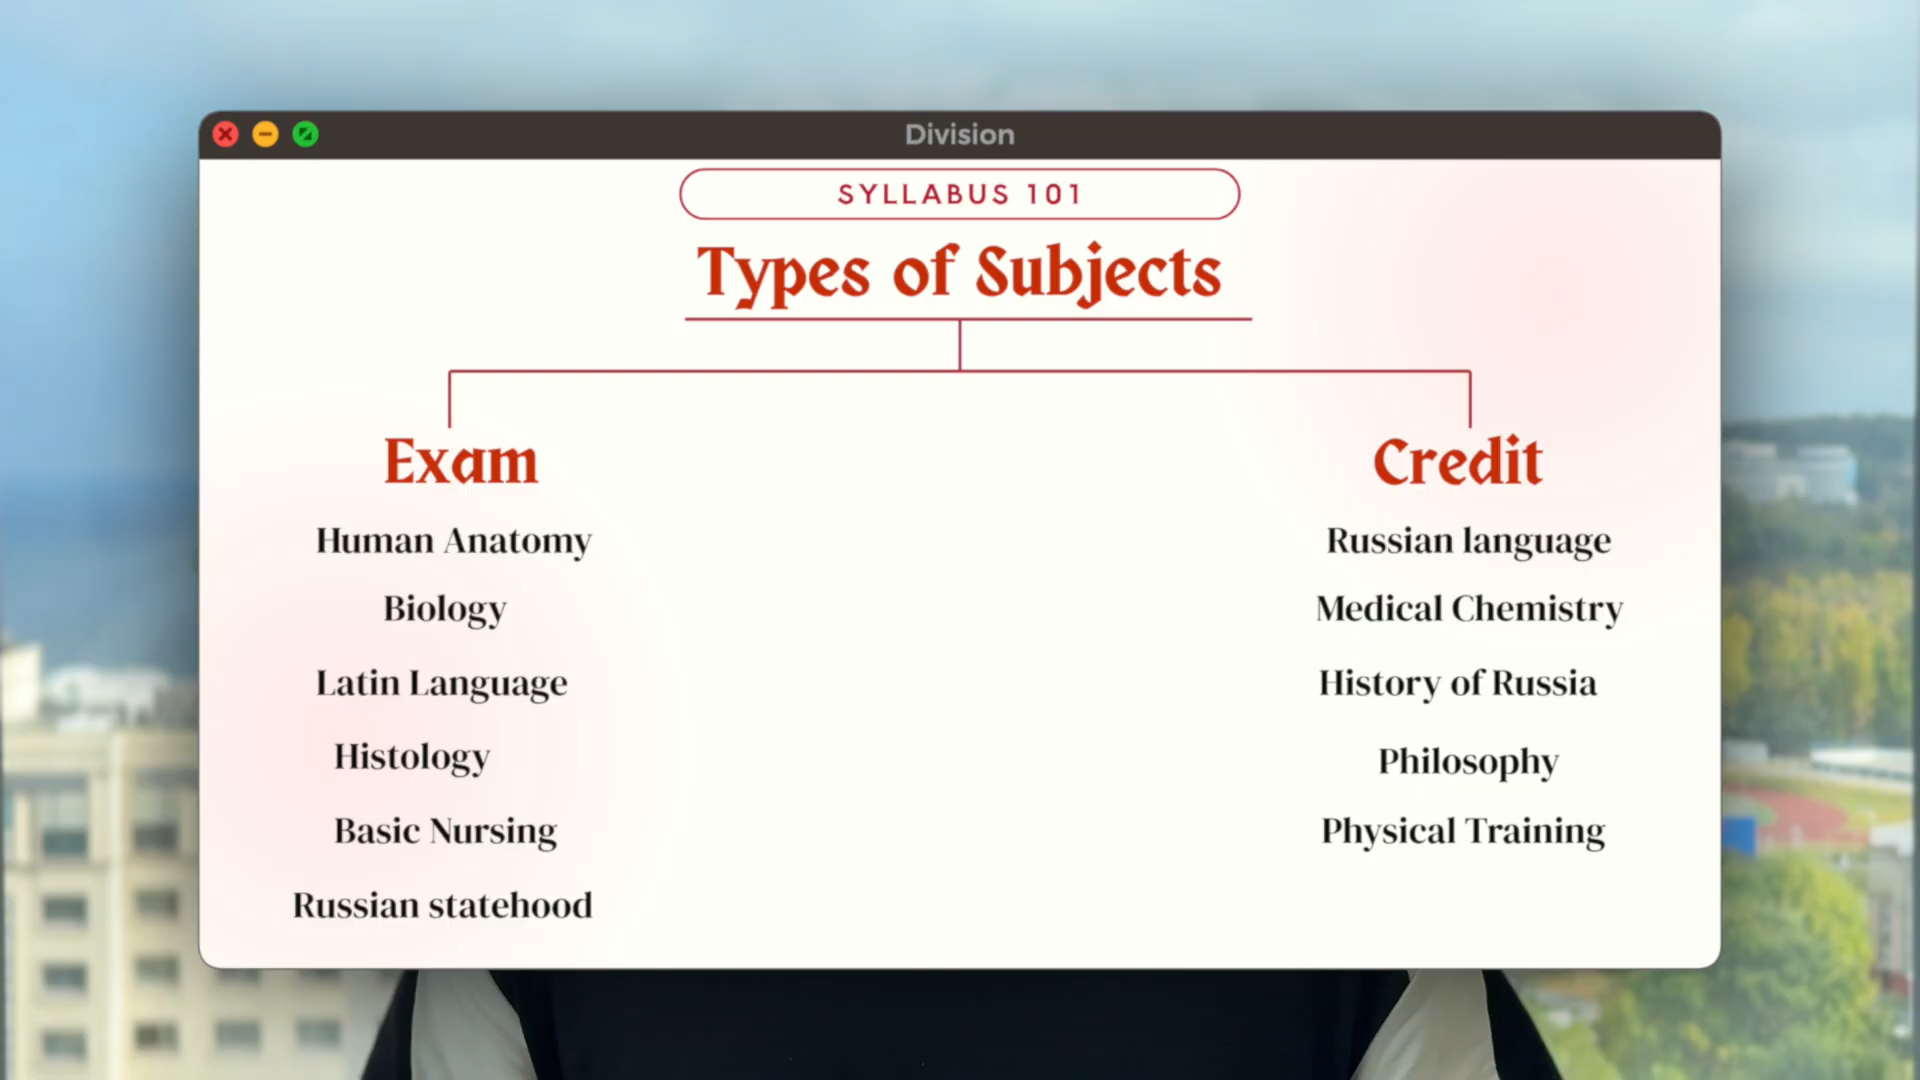 Division
SYLLABUS 101
Types of Subjects
Exam
Human Anatomy
Biology
Latin Language
Histology
Basic Nursing
Russian statehood
Credit
Russian language
Medical Chemistry
History of Russia
Philosophy
Physical Training